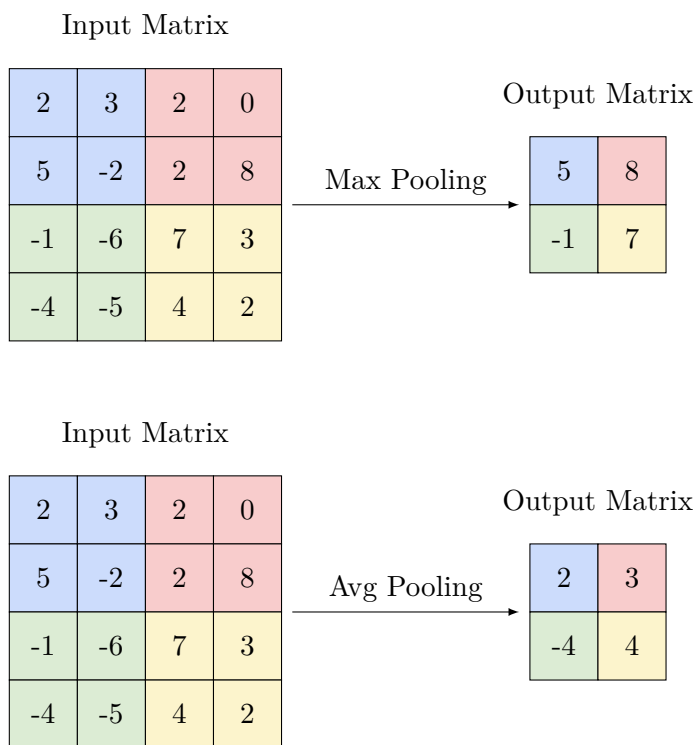 Input Matrix
2 3 2 0
5 -2 2 8
-1 -6 7 3
-4 -5 4 2
Max Pooling
Output Matrix
5 8
-1 7
Input Matrix
2 3 2 0
5 -2 2 8
-1 -6 7 3
-4 -5 4 2
Avg Pooling
Output Matrix
2 3
-4 4